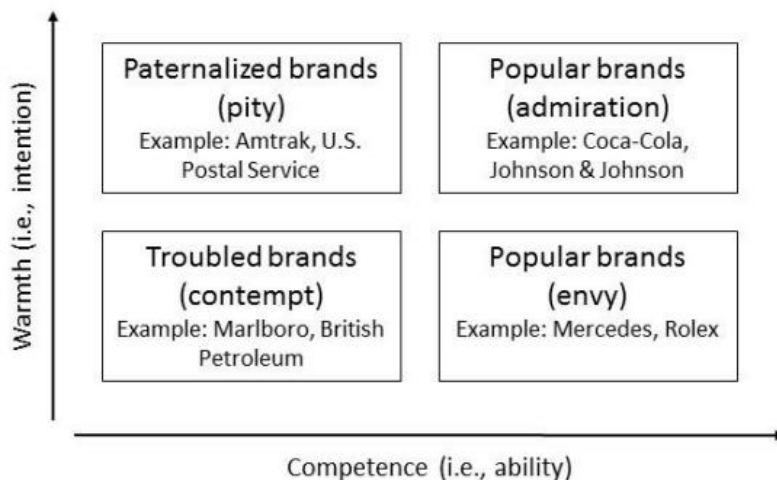 Warmth (i.e., intention)
Paternalized brands
(pity)
Example: Amtrak, U.S.
Postal Service
Popular brands
(admiration)
Example: Coca-Cola,
Johnson & Johnson
Troubled brands
(contempt)
Example: Marlboro, British
Petroleum
Popular brands
(envy)
Example: Mercedes, Rolex
Competence (i.e., ability)